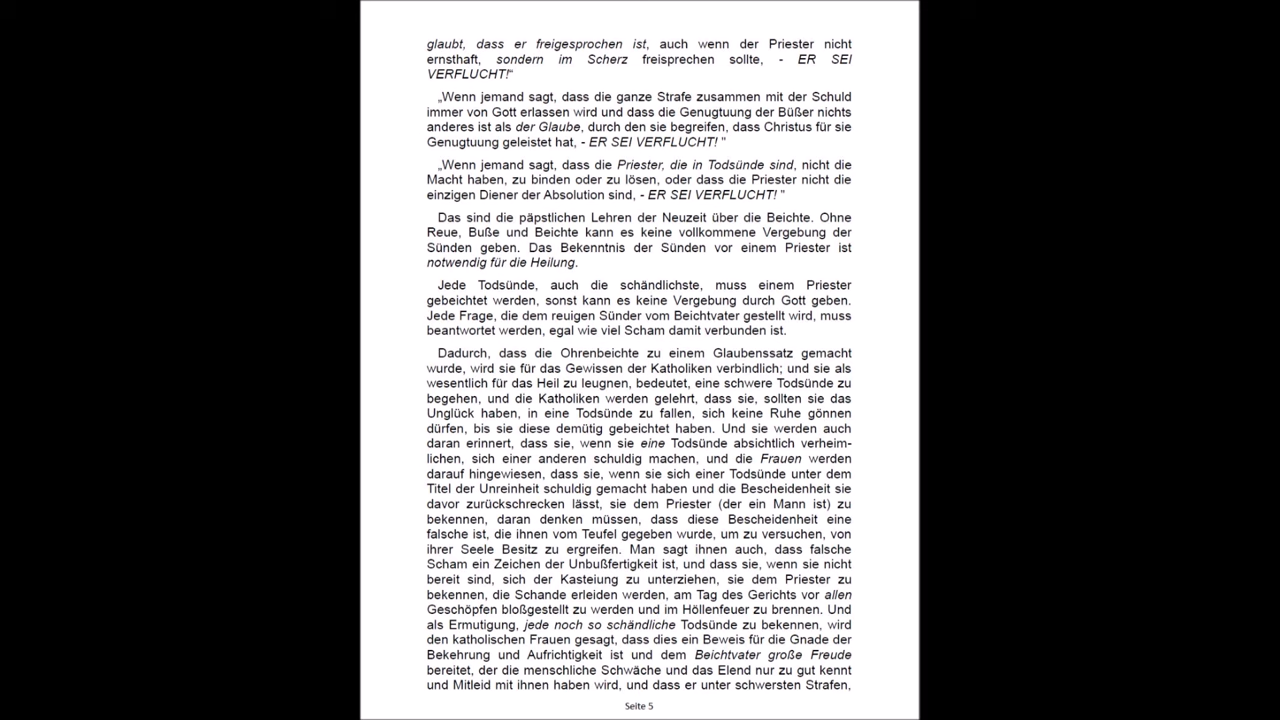 glaubt, dass er freigesprochen ist, auch wenn der Priester nicht
ernsthaft, sondern im Scherz freisprechen sollte, - ER SEI
VERFLUCHT!“
„Wenn jemand sagt, dass die ganze Strafe zusammen mit der Schuld
immer von Gott erlassen wird und dass die Genugtuung der Büßer nichts
anderes ist als der Glaube, durch den sie begreifen, dass Christus für sie
Genugtuung geleistet hat, - ER SEI VERFLUCHT! "
„Wenn jemand sagt, dass die Priester, die in Todsünde sind, nicht die
Macht haben, zu binden oder zu lösen, oder dass die Priester nicht die
einzigen Diener der Absolution sind, - ER SEI VERFLUCHT! "
Das sind die päpstlichen Lehren der Neuzeit über die Beichte. Ohne
Reue, Buße und Beichte kann es keine vollkommene Vergebung der
Sünden geben. Das Bekenntnis der Sünden vor einem Priester ist
notwendig für die Heilung.
Jede Todsünde, auch die schändlichste, muss einem Priester
gebeichtet werden, sonst kann es keine Vergebung durch Gott geben.
Jede Frage, die dem reuigen Sünder vom Beichtvater gestellt wird, muss
beantwortet werden, egal wie viel Scham damit verbunden ist.
Dadurch, dass die Ohrenbeichte zu einem Glaubenssatz gemacht
wurde, wird sie für das Gewissen der Katholiken verbindlich; und sie als
wesentlich für das Heil zu leugnen, bedeutet, eine schwere Todsünde zu
begehen, und die Katholiken werden gelehrt, dass sie, sollten sie das
Unglück haben, in eine Todsünde zu fallen, sich keine Ruhe gönnen
dürfen, bis sie diese demütig gebeichtet haben. Und sie werden auch
daran erinnert, dass sie, wenn sie eine Todsünde absichtlich verheim-
lichen, sich einer anderen schuldig machen, und die Frauen werden
darauf hingewiesen, dass sie, wenn sie sich einer Todsünde unter dem
Titel der Unreinheit schuldig gemacht haben und die Bescheidenheit sie
davor zurückschrecken lässt, sie dem Priester (der ein Mann ist) zu
bekennen, daran denken müssen, dass diese Bescheidenheit eine
falsche ist, die ihnen vom Teufel gegeben wurde, um zu versuchen, von
ihrer Seele Besitz zu ergreifen. Man sagt ihnen auch, dass falsche
Scham ein Zeichen der Unbußfertigkeit ist, und dass sie, wenn sie nicht
bereit sind, sich der Kasteiung zu unterziehen, sie dem Priester zu
bekennen, die Schande erleiden werden, am Tag des Gerichts vor allen
Geschöpfen bloßgestellt zu werden und im Höllenfeuer zu brennen. Und
als Ermutigung, jede noch so schändliche Todsünde zu bekennen, wird
den katholischen Frauen gesagt, dass dies ein Beweis für die Gnade der
Bekehrung und Aufrichtigkeit ist und dem Beichtvater große Freude
bereitet, der die menschliche Schwäche und das Elend nur zu gut kennt
und Mitleid mit ihnen haben wird, und dass er unter schwersten Strafen,
Seite 5